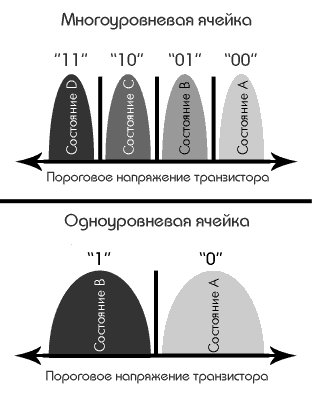 Многоуровневая ячейка
"11" "10" "01" "00"
Состояние D
Состояние C
Состояние B
Состояние A
Пороговое напряжение транзистора
Одноуровневая ячейка
"1" "0"
Состояние B
Состояние A
Пороговое напряжение транзистора